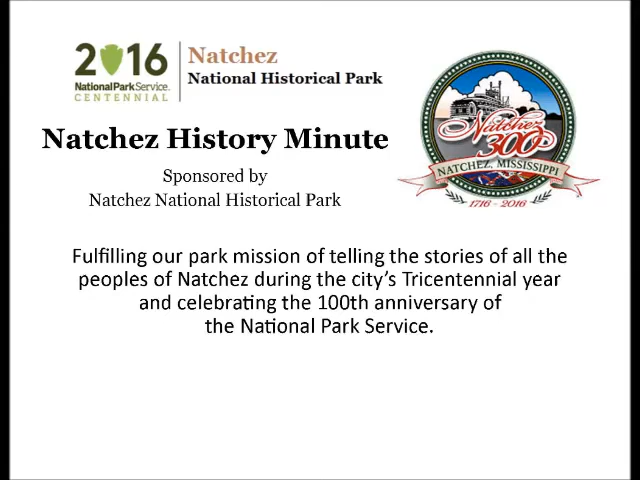 2016
National Park Service
CENTENNIAL
Natchez
National Historical Park
Natchez History Minute
Sponsored by
Natchez National Historical Park
Natchez
300
NATCHEZ, MISSISSIPPI
1716 - 2016
Fulfilling our park mission of telling the stories of all the
peoples of Natchez during the city's Tricentennial year
and celebrating the 100th anniversary of
the National Park Service.